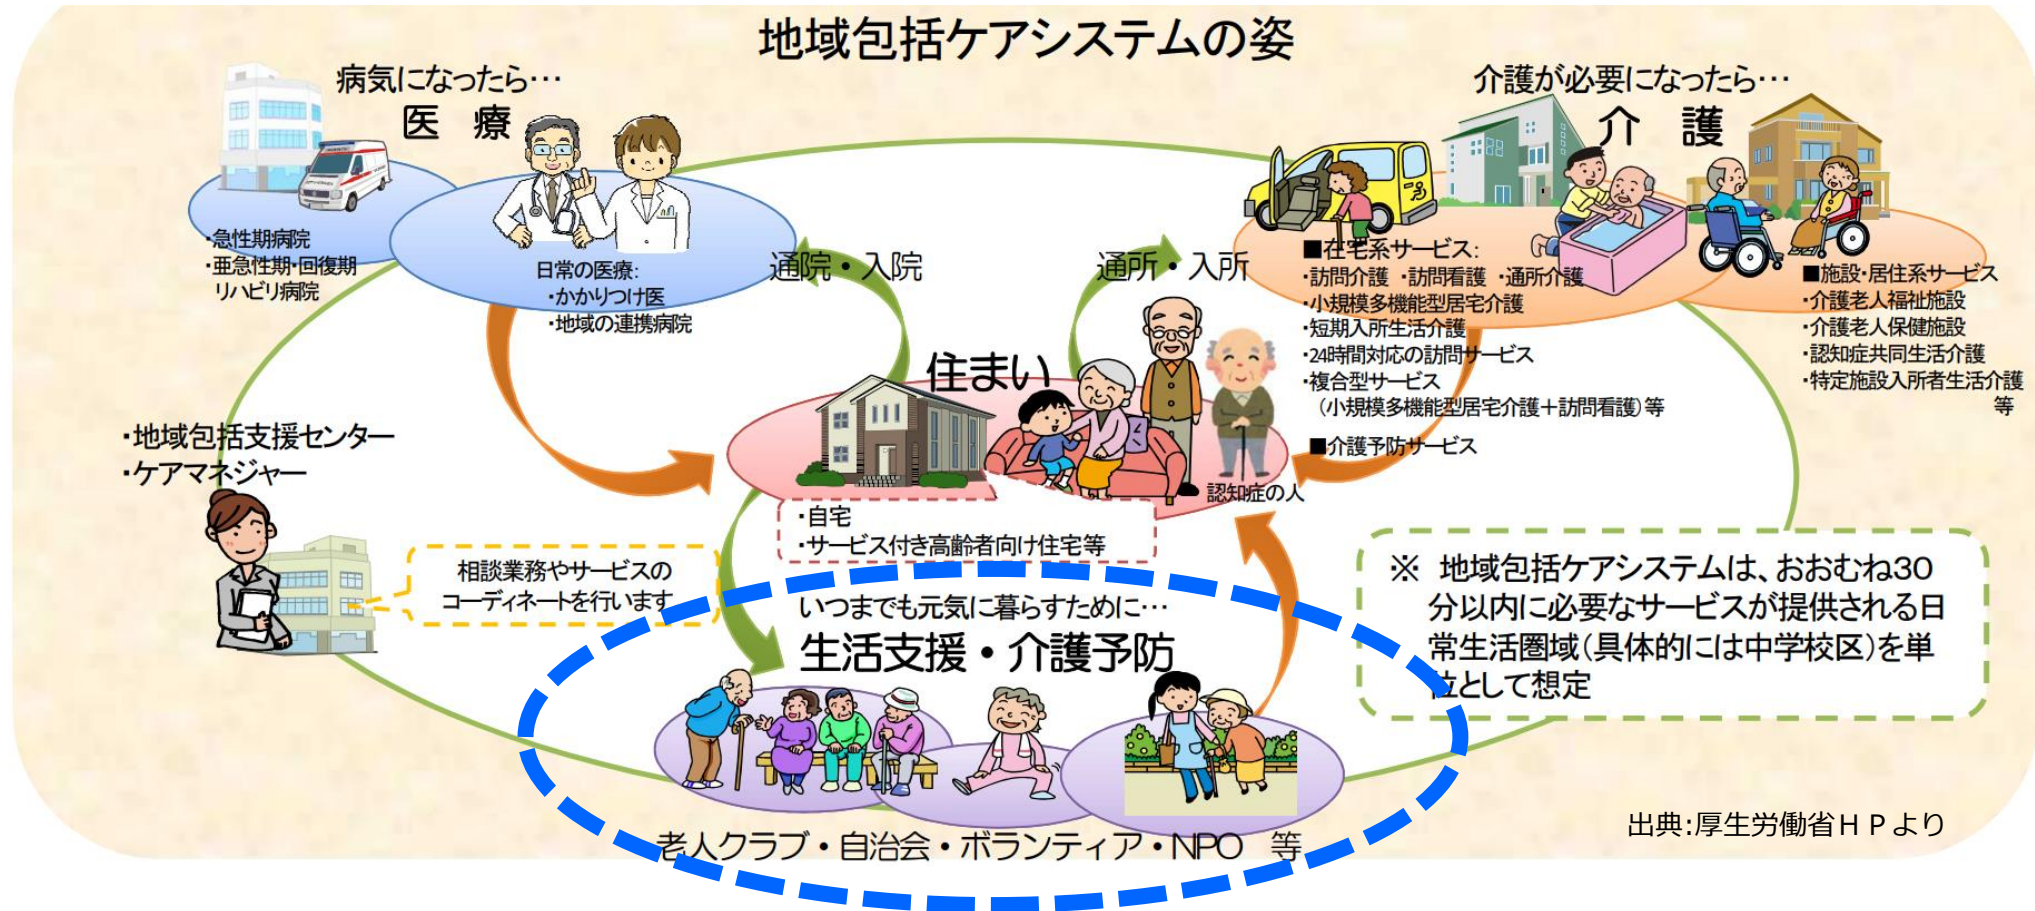 地域包括ケアシステムの姿
病気になったら…
医 療
・急性期病院
・亜急性期・回復期
リハビリ病院
日常の医療:
・かかりつけ医
・地域の連携病院
通院・入院
通所・入所
介護が必要になったら…
介 護
■在宅系サービス:
・訪問介護 ・訪問看護 ・通所介護
・小規模多機能型居宅介護
・短期入所生活介護
・24時間対応の訪問サービス
・複合型サービス
（小規模多機能型居宅介護＋訪問看護）等
■介護予防サービス
■施設・居住系サービス
・介護老人福祉施設
・介護老人保健施設
・認知症共同生活介護
・特定施設入所者生活介護
等
住まい
認知症の人
・自宅
・サービス付き高齢者向け住宅等
・地域包括支援センター
・ケアマネジャー
相談業務やサービスの
コーディネートを行います
いつまでも元気に暮らすために…
生活支援・介護予防
老人クラブ・自治会・ボランティア・NPO 等
※ 地域包括ケアシステムは、おおむね30
分以内に必要なサービスが提供される日
常生活圏域（具体的には中学校区）を単
位として想定
出典:厚生労働省ＨＰより